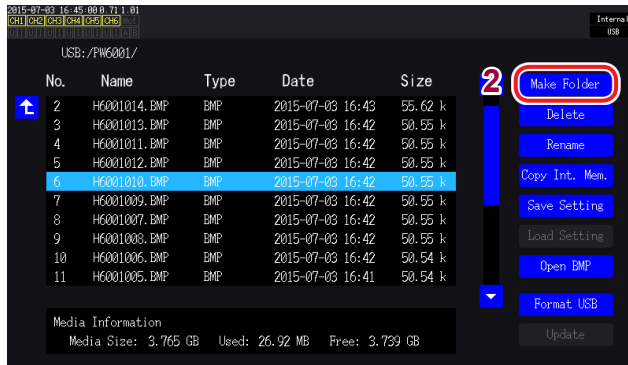 2015-07-03 16:45:00 0.71 1.01
CH1 CH2 CH3 CH4 CH5 CH6 Mot
U I U I U I U I U I U I A B
Internal
USB
USB:/PW6001/
No. Name Type Date Size
2 H6001014.BMP BMP 2015-07-03 16:43 55.62 k
3 H6001013.BMP BMP 2015-07-03 16:42 50.55 k
4 H6001011.BMP BMP 2015-07-03 16:42 50.55 k
5 H6001012.BMP BMP 2015-07-03 16:42 50.55 k
6 H6001010.BMP BMP 2015-07-03 16:42 50.55 k
7 H6001009.BMP BMP 2015-07-03 16:42 50.55 k
8 H6001007.BMP BMP 2015-07-03 16:42 50.55 k
9 H6001008.BMP BMP 2015-07-03 16:42 50.55 k
10 H6001006.BMP BMP 2015-07-03 16:42 50.54 k
11 H6001005.BMP BMP 2015-07-03 16:41 50.54 k
2
Make Folder
Delete
Rename
Copy Int. Mem.
Save Setting
Load Setting
Open BMP
Format USB
Update
Media Information
Media Size: 3.765 GB Used: 26.92 MB Free: 3.739 GB